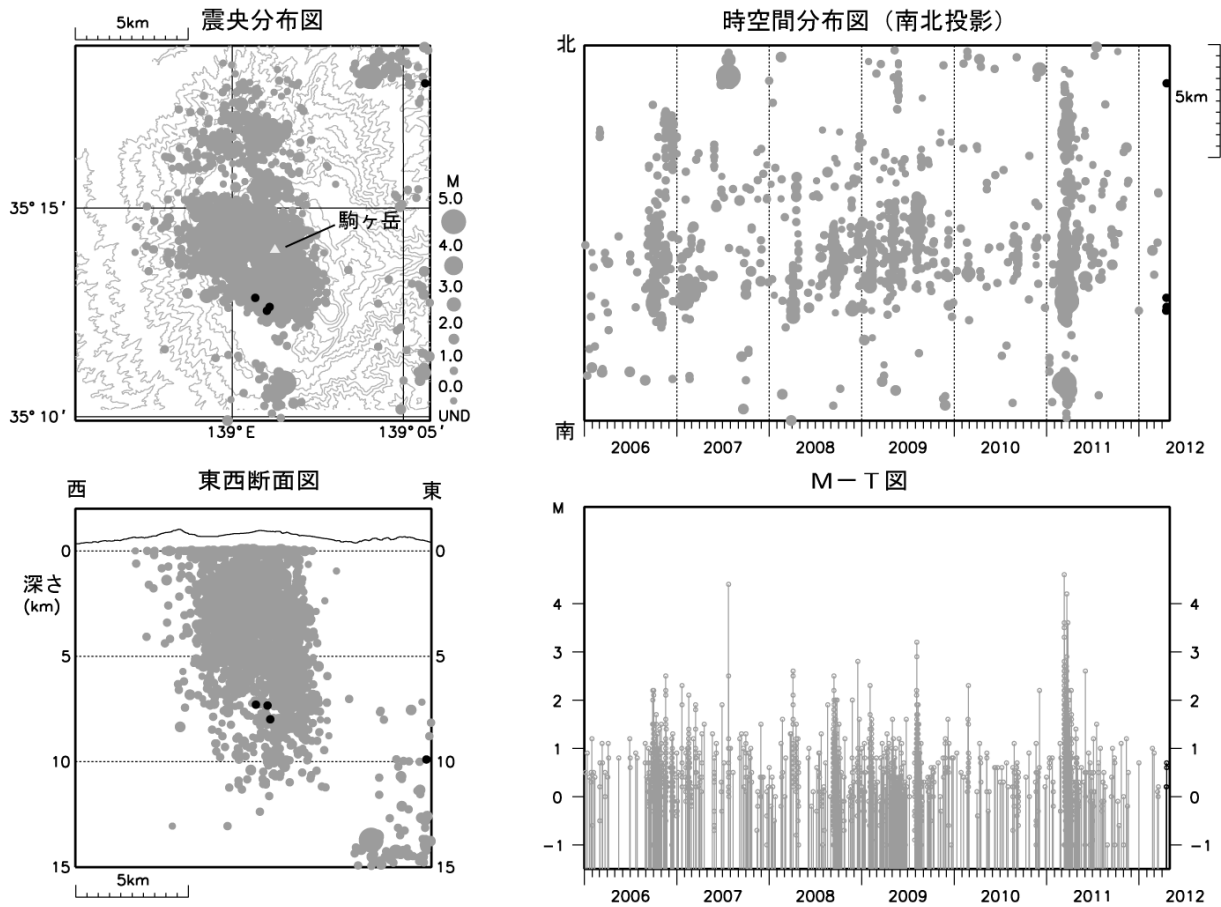 5km
震央分布図
35° 15′
35° 10′
139° E
139° 05′
駒ヶ岳
M
5.0
4.0
3.0
2.0
1.0
0.0
UND
時空間分布図（南北投影）
北
南
5km
2006 2007 2008 2009 2010 2011 2012
東西断面図
西
東
0 0
深さ
(km)
5 5
10 10
15 15
5km
M－T図
M
4 4
3 3
2 2
1 1
0 0
-1 -1
2006 2007 2008 2009 2010 2011 2012